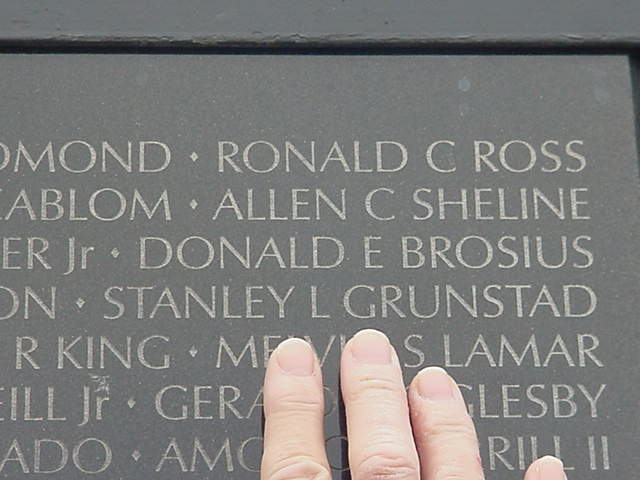 DMOND ♦ RONALD C ROSS
ABLOM ♦ ALLEN C SHELINE
ER Jr ♦ DONALD E BROSIUS
ON ♦ STANLEY L GRUNSTAD
R KING ♦ S LAMAR
EILL Jr ♦ GLESBY
ADO ♦ RILL II